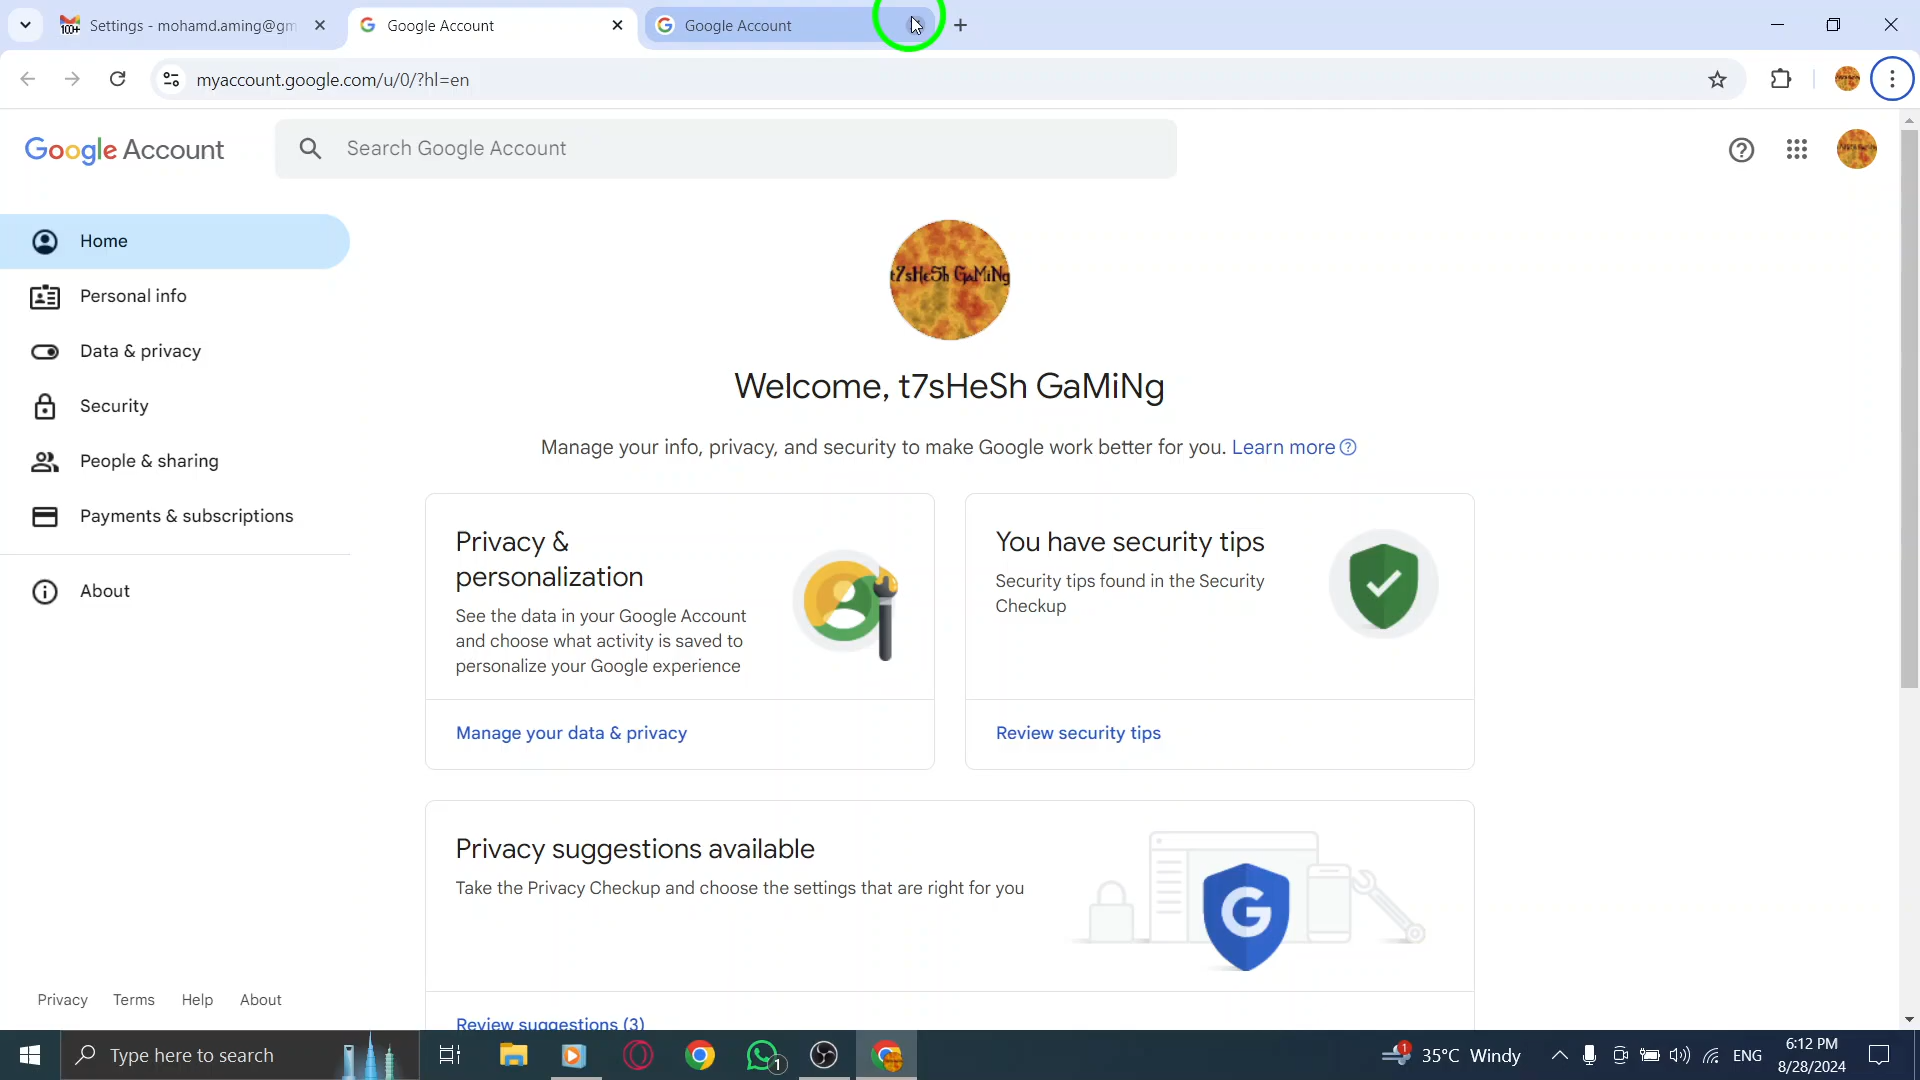 100+ Settings - mohamd.aming@gm
Google Account
Google Account
myaccount.google.com/u/0/?hl=en
Google Account
Search Google Account
Home
Personal info
Data & privacy
Security
People & sharing
Payments & subscriptions
About
t7sHeSh GaMiNg
Welcome, t7sHeSh GaMiNg
Manage your info, privacy, and security to make Google work better for you. Learn more
Privacy &
personalization
See the data in your Google Account
and choose what activity is saved to
personalize your Google experience
Manage your data & privacy
You have security tips
Security tips found in the Security
Checkup
Review security tips
Privacy suggestions available
Take the Privacy Checkup and choose the settings that are right for you
G
Review suggestions (3)
Privacy Terms Help About
Type here to search
1
1
35°C Windy
ENG
6:12 PM
8/28/2024